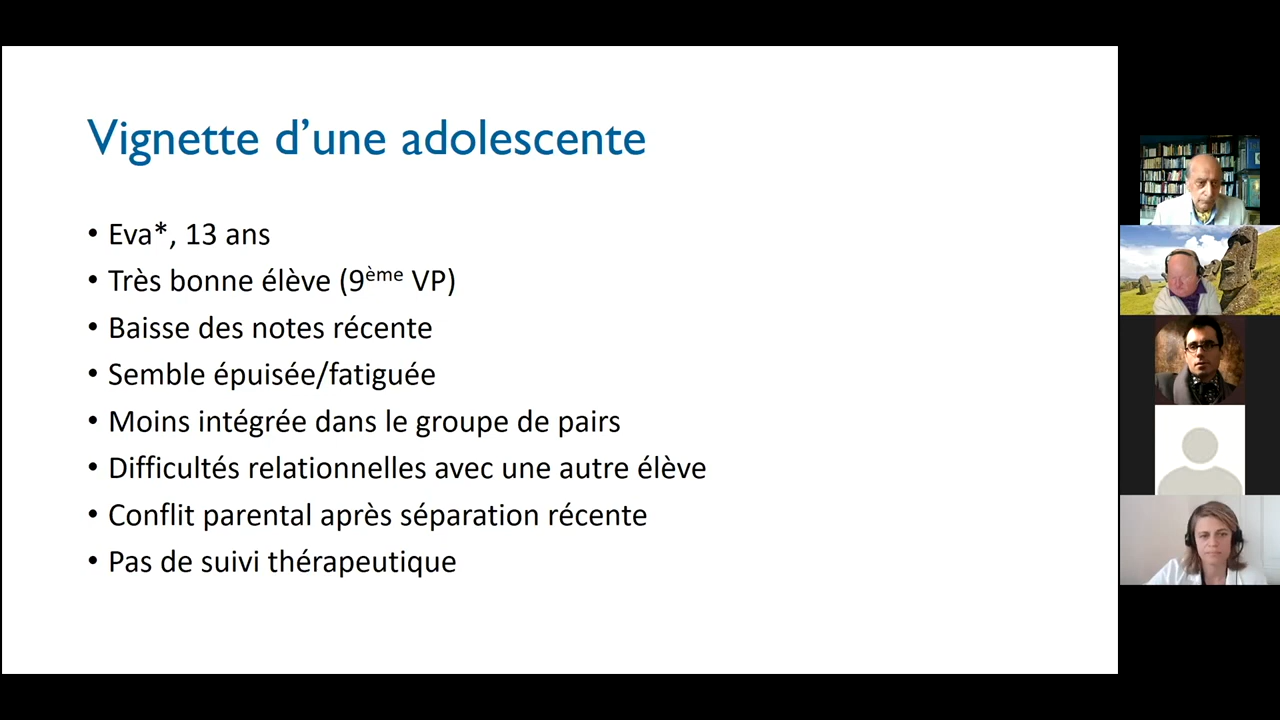 Vignette d’une adolescente
• Eva*, 13 ans
• Très bonne élève (9ème VP)
• Baisse des notes récente
• Semble épuisée/fatiguée
• Moins intégrée dans le groupe de pairs
• Difficultés relationnelles avec une autre élève
• Conflit parental après séparation récente
• Pas de suivi thérapeutique